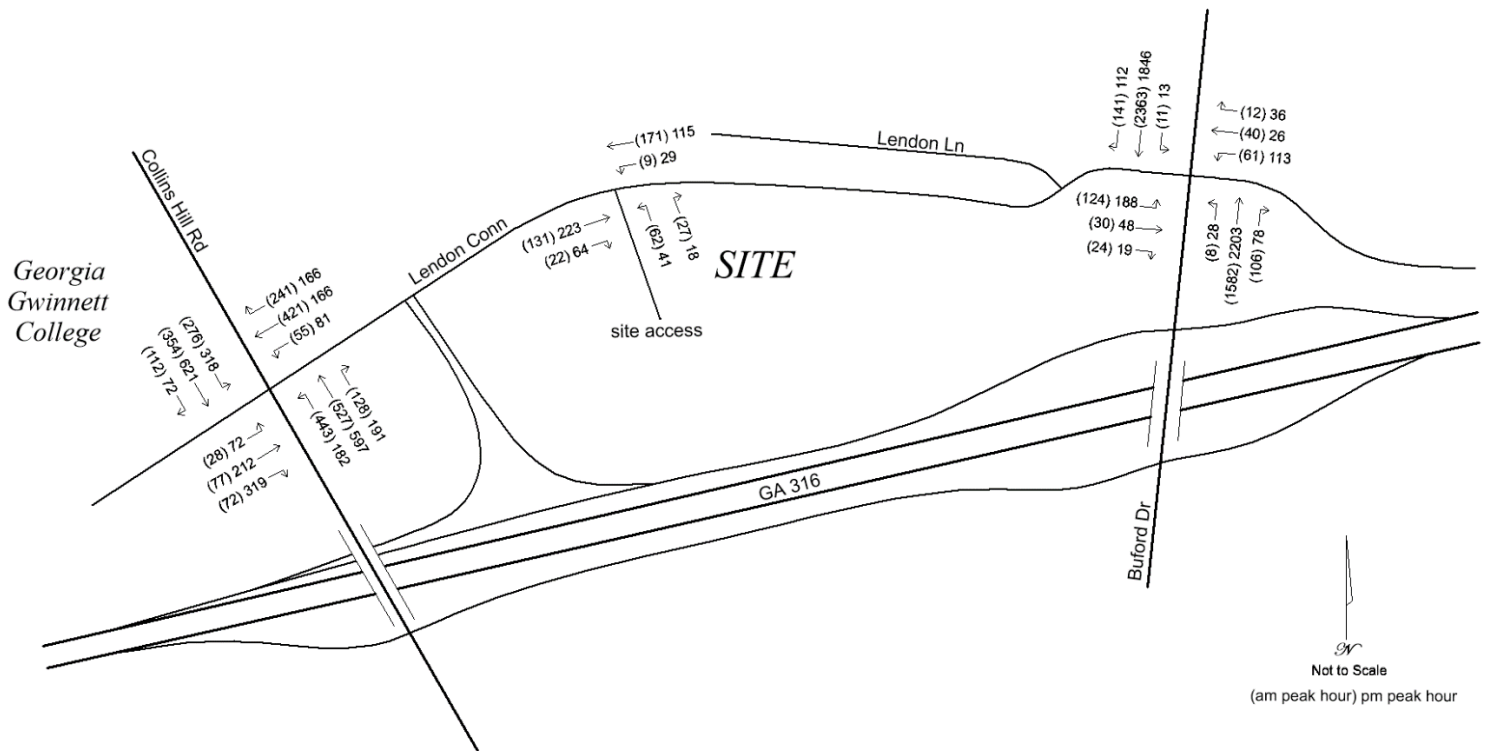 (141) 112
(2363) 1846
(11) 13
(12) 36
(40) 26
(61) 113
(171) 115
(9) 29
Lendon Ln
Collins Hill Rd
(124) 188
(30) 48
(24) 19
(8) 28
(1582) 2203
(106) 78
(131) 223
(22) 64
(62) 41
(27) 18
SITE
Lendon Conn
Georgia
Gwinnett
College
(241) 166
(421) 166
(55) 81
site access
(276) 318
(354) 621
(112) 72
(128) 191
(527) 597
(443) 182
(28) 72
(77) 212
(72) 319
GA 316
Buford Dr
N
Not to Scale
(am peak hour) pm peak hour